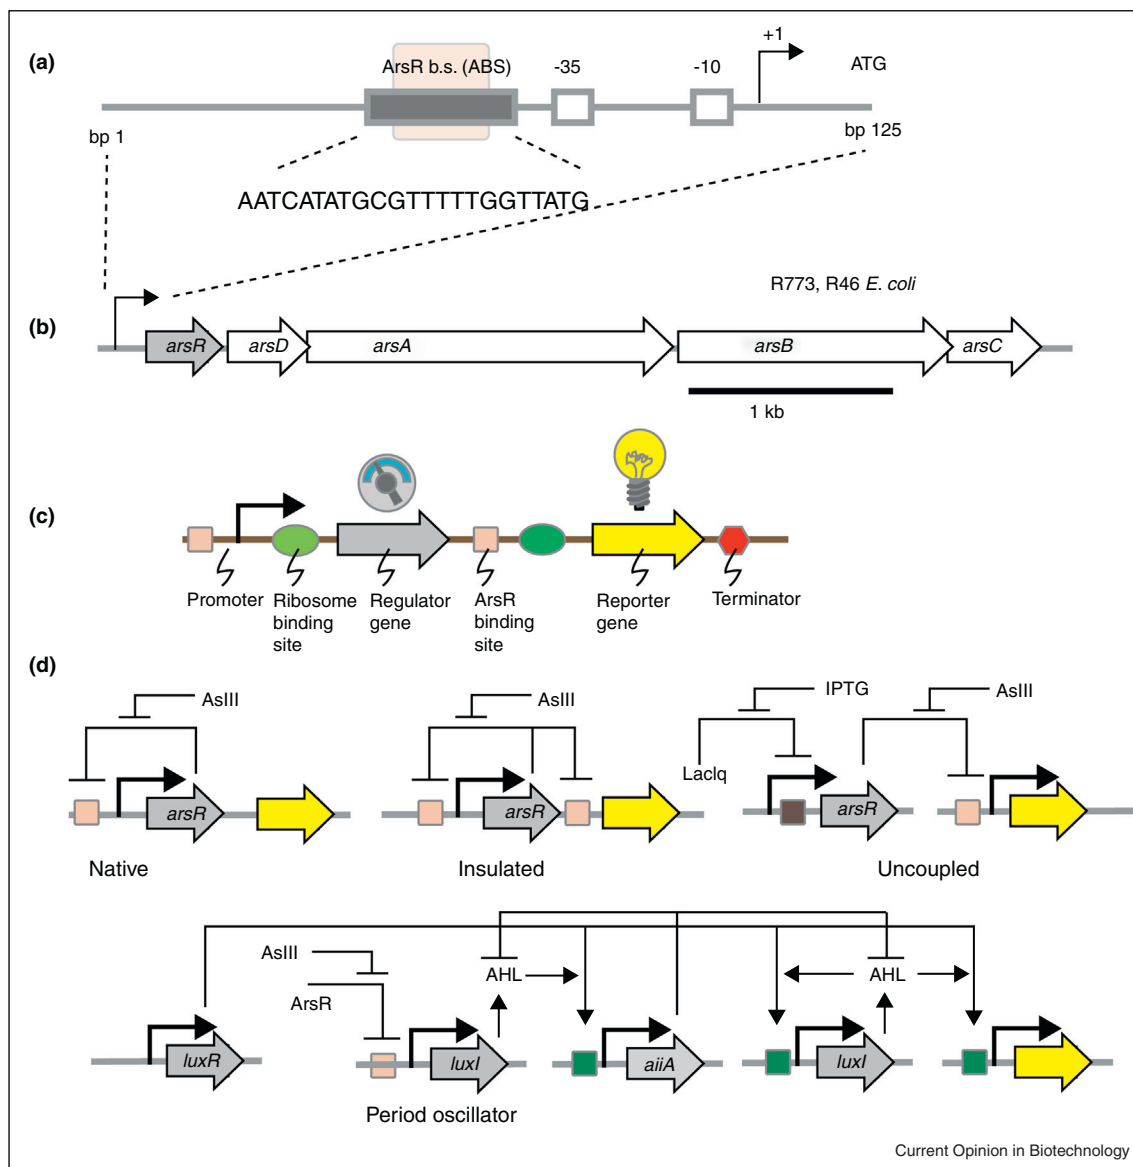 (a)
ArsR b.s. (ABS)
-35
-10
+1
ATG
bp 1
bp 125
AATCATATGCGTTTTTGGTTATG
R773, R46 E. coli
(b)
arsR
arsD
arsA
arsB
arsC
1 kb
(c)
Promoter
Ribosome
binding
site
Regulator
gene
ArsR
binding
site
Reporter
gene
Terminator
(d)
AsIII
arsR
Native
AsIII
arsR
Insulated
IPTG
AsIII
LacIq
arsR
Uncoupled
AsIII
ArsR
AHL
AHL
luxR
luxI
aiiA
luxI
Period oscillator
Current Opinion in Biotechnology